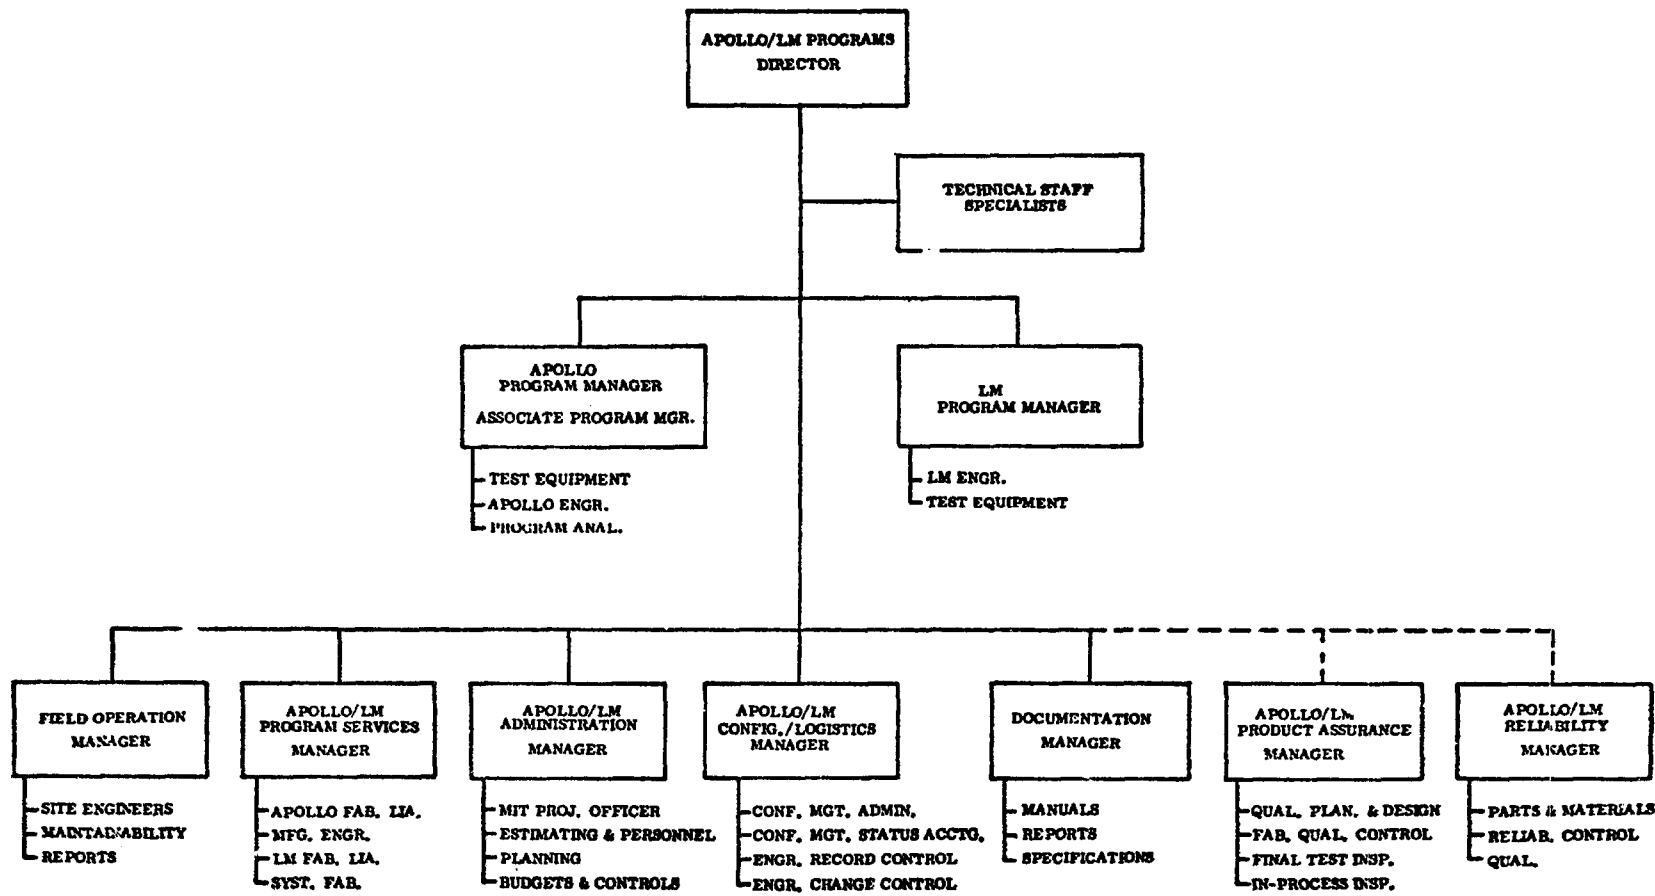 APOLLO/LM PROGRAMS
DIRECTOR
TECHNICAL STAFF
SPECIALISTS
APOLLO
PROGRAM MANAGER
ASSOCIATE PROGRAM MGR.
TEST EQUIPMENT
APOLLO ENGR.
PROGRAM ANAL.
LM
PROGRAM MANAGER
LM ENGR.
TEST EQUIPMENT
FIELD OPERATION
MANAGER
SITE ENGINEERS
MAINTAINABILITY
REPORTS
APOLLO/LM
PROGRAM SERVICES
MANAGER
APOLLO FAB. LIA.
MFG. ENGR.
LM FAB. LIA.
SYST. FAB.
APOLLO/LM
ADMINISTRATION
MANAGER
MIT PROJ. OFFICER
ESTIMATING & PERSONNEL
PLANNING
BUDGETS & CONTROLS
APOLLO/LM
CONFIG./LOGISTICS
MANAGER
CONF. MGT. ADMIN.
CONF. MGT. STATUS ACCTG.
ENGR. RECORD CONTROL
ENGR. CHANGE CONTROL
DOCUMENTATION
MANAGER
MANUALS
REPORTS
SPECIFICATIONS
APOLLO/LM
PRODUCT ASSURANCE
MANAGER
QUAL. PLAN. & DESIGN
FAB. QUAL. CONTROL
FINAL TEST INSP.
IN-PROCESS INSP.
APOLLO/LM
RELIABILITY
MANAGER
PARTS & MATERIALS
RELIAB. CONTROL
QUAL.